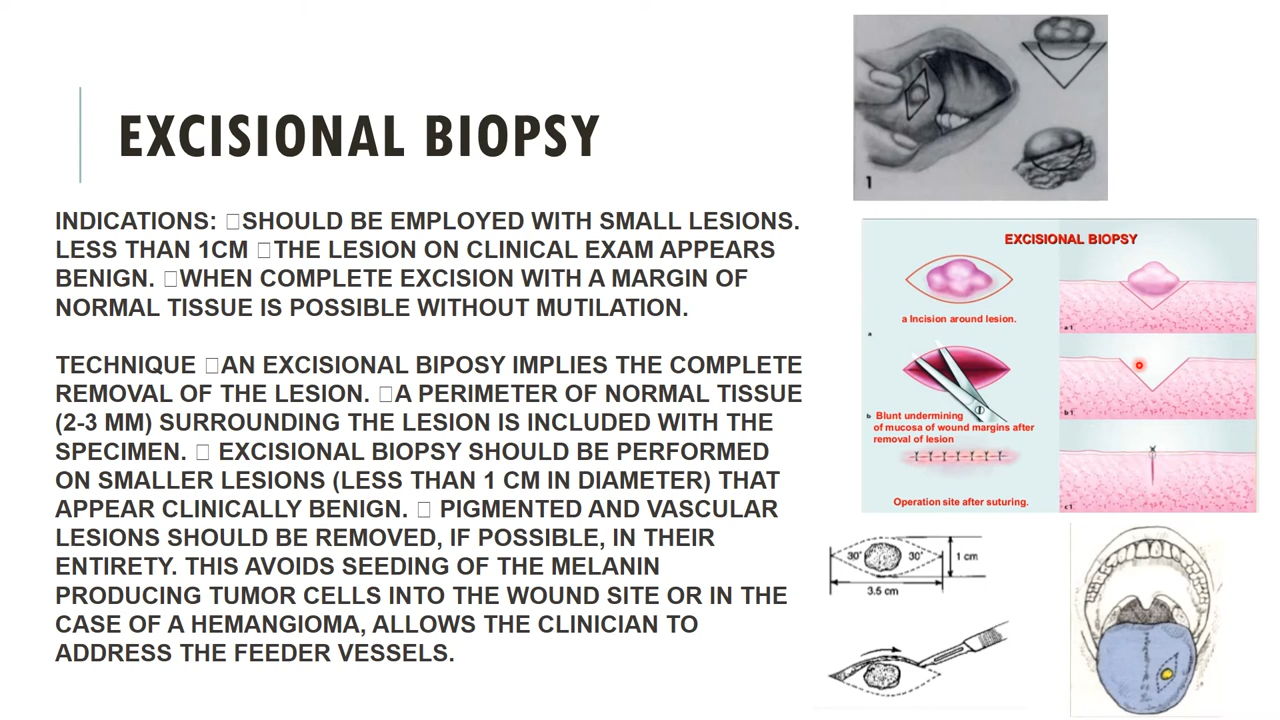 EXCISIONAL BIOPSY
INDICATIONS: □SHOULD BE EMPLOYED WITH SMALL LESIONS.
LESS THAN 1CM □THE LESION ON CLINICAL EXAM APPEARS
BENIGN. □WHEN COMPLETE EXCISION WITH A MARGIN OF
NORMAL TISSUE IS POSSIBLE WITHOUT MUTILATION.
TECHNIQUE □AN EXCISIONAL BIPOSY IMPLIES THE COMPLETE
REMOVAL OF THE LESION. □A PERIMETER OF NORMAL TISSUE
(2-3 MM) SURROUNDING THE LESION IS INCLUDED WITH THE
SPECIMEN. □ EXCISIONAL BIOPSY SHOULD BE PERFORMED
ON SMALLER LESIONS (LESS THAN 1 CM IN DIAMETER) THAT
APPEAR CLINICALLY BENIGN. □ PIGMENTED AND VASCULAR
LESIONS SHOULD BE REMOVED, IF POSSIBLE, IN THEIR
ENTIRETY. THIS AVOIDS SEEDING OF THE MELANIN
PRODUCING TUMOR CELLS INTO THE WOUND SITE OR IN THE
CASE OF A HEMANGIOMA, ALLOWS THE CLINICIAN TO
ADDRESS THE FEEDER VESSELS.
1
EXCISIONAL BIOPSY
a Incision around lesion.
a
a 1
b Blunt undermining
of mucosa of wound margins after
removal of lesion
b 1
Operation site after suturing.
c 1
30° 30° 1 cm
3.5 cm